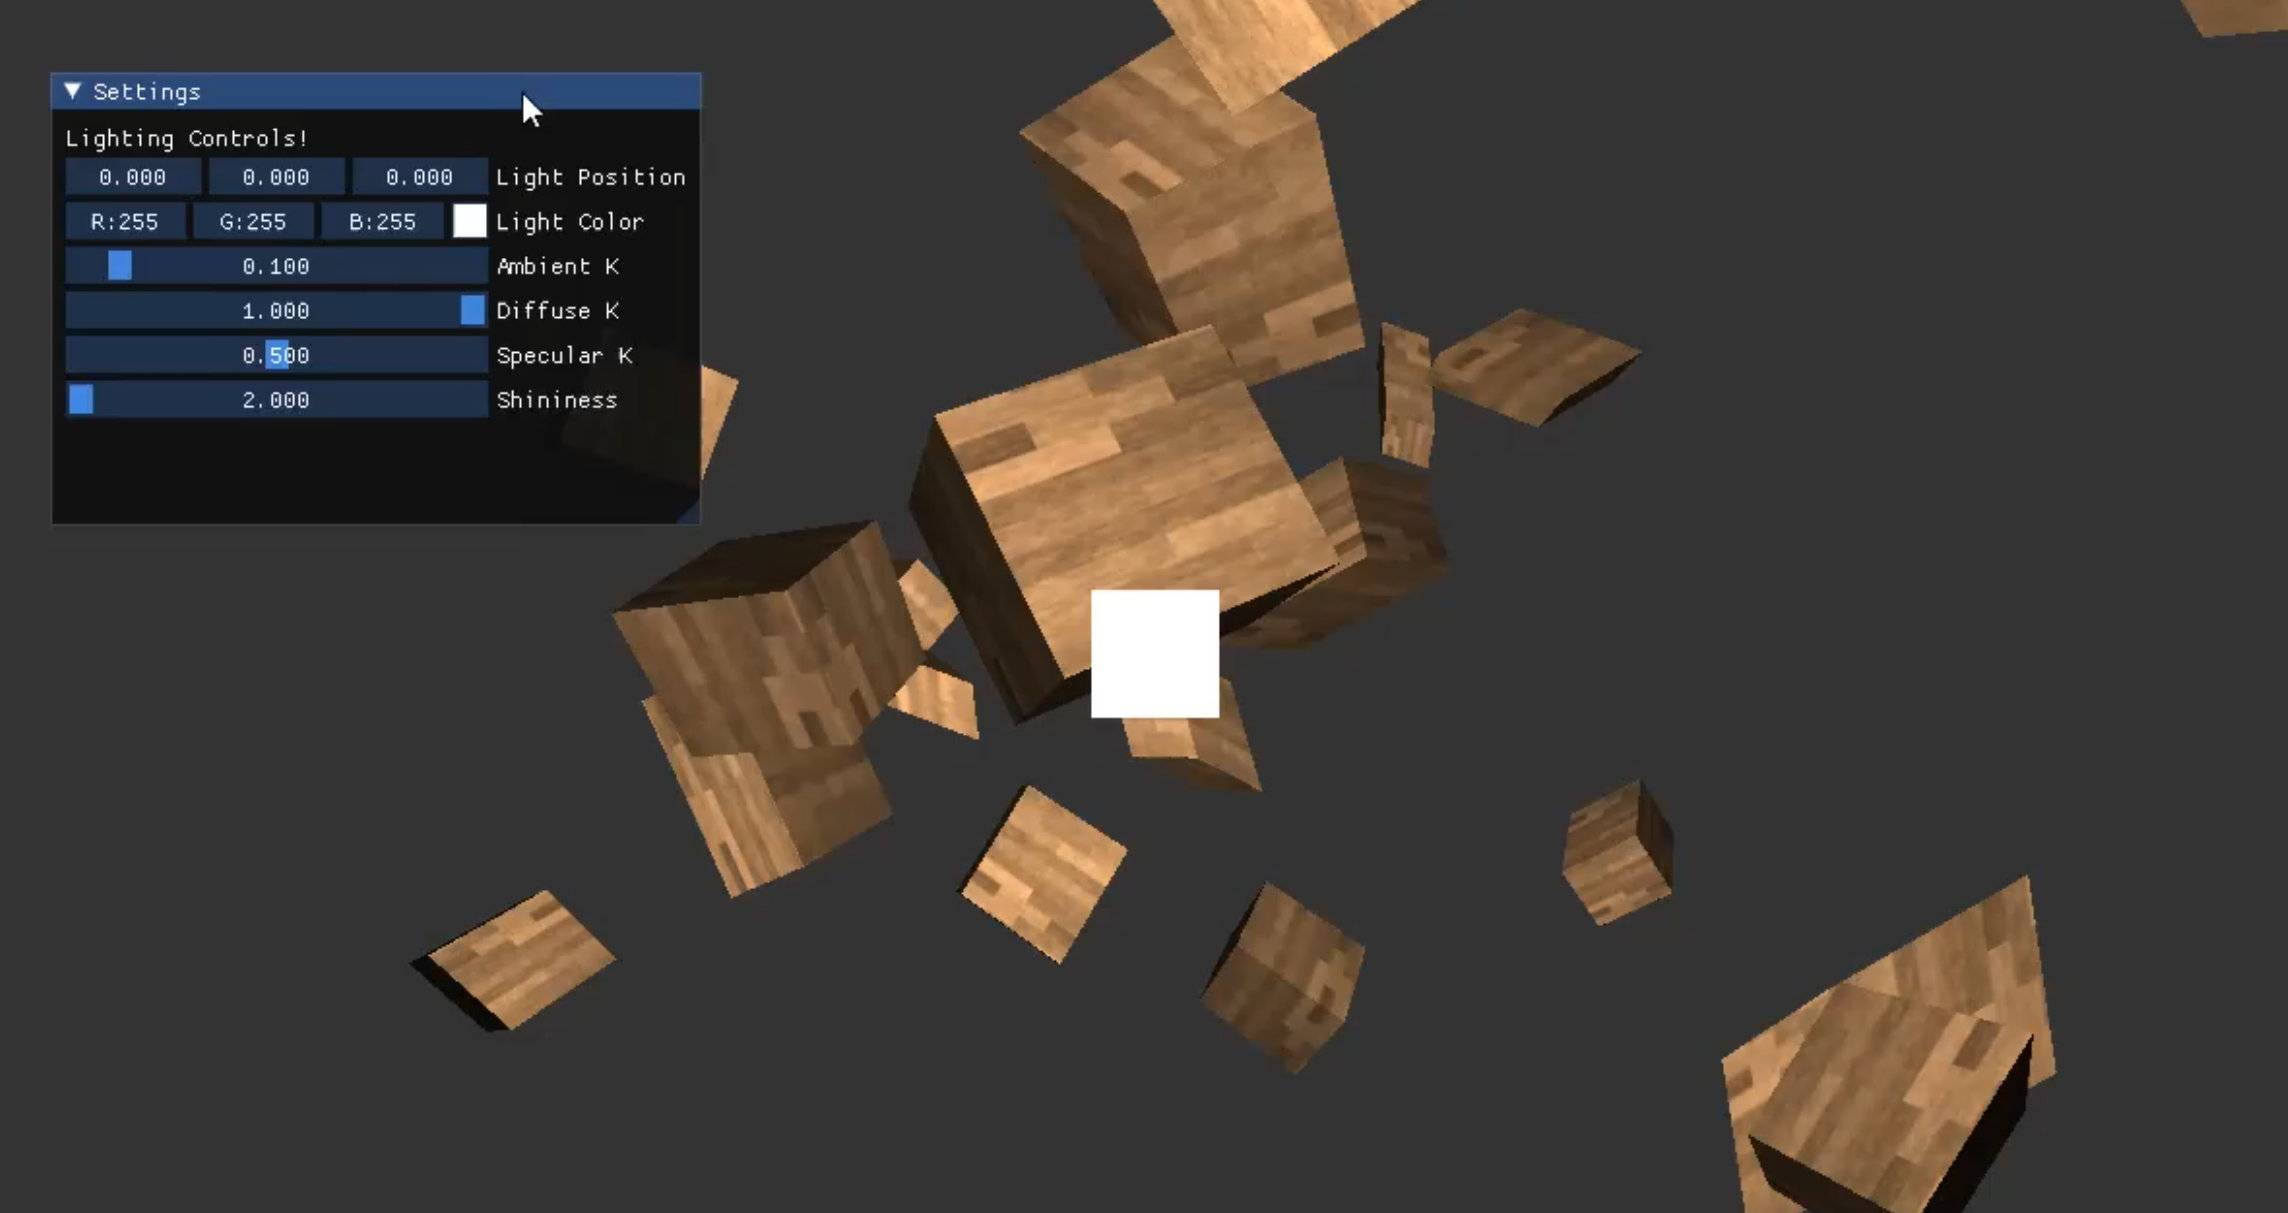 Settings
Lighting Controls!
0.000 0.000 0.000 Light Position
R:255 G:255 B:255 Light Color
0.100 Ambient K
1.000 Diffuse K
0.500 Specular K
2.000 Shininess